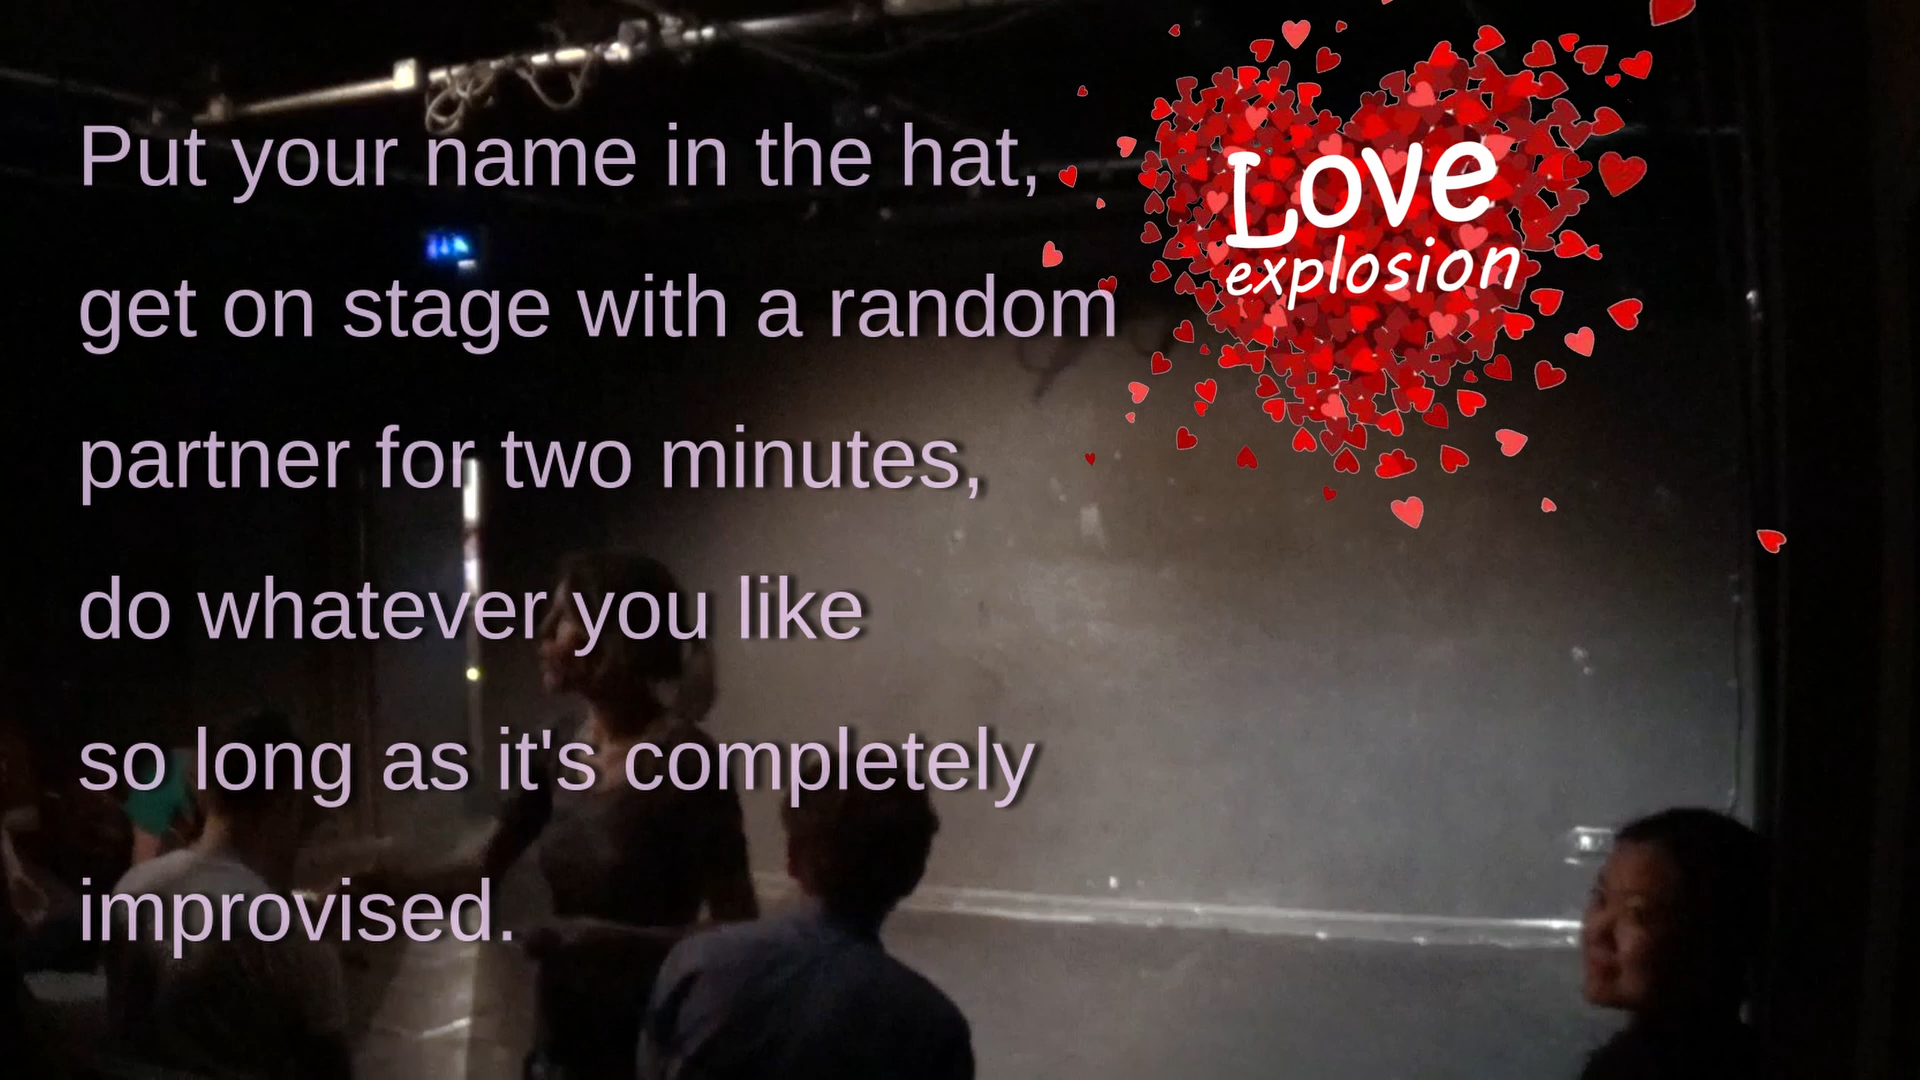 Put your name in the hat,
get on stage with a random
partner for two minutes,
do whatever you like
so long as it's completely
improvised.
Love
explosion